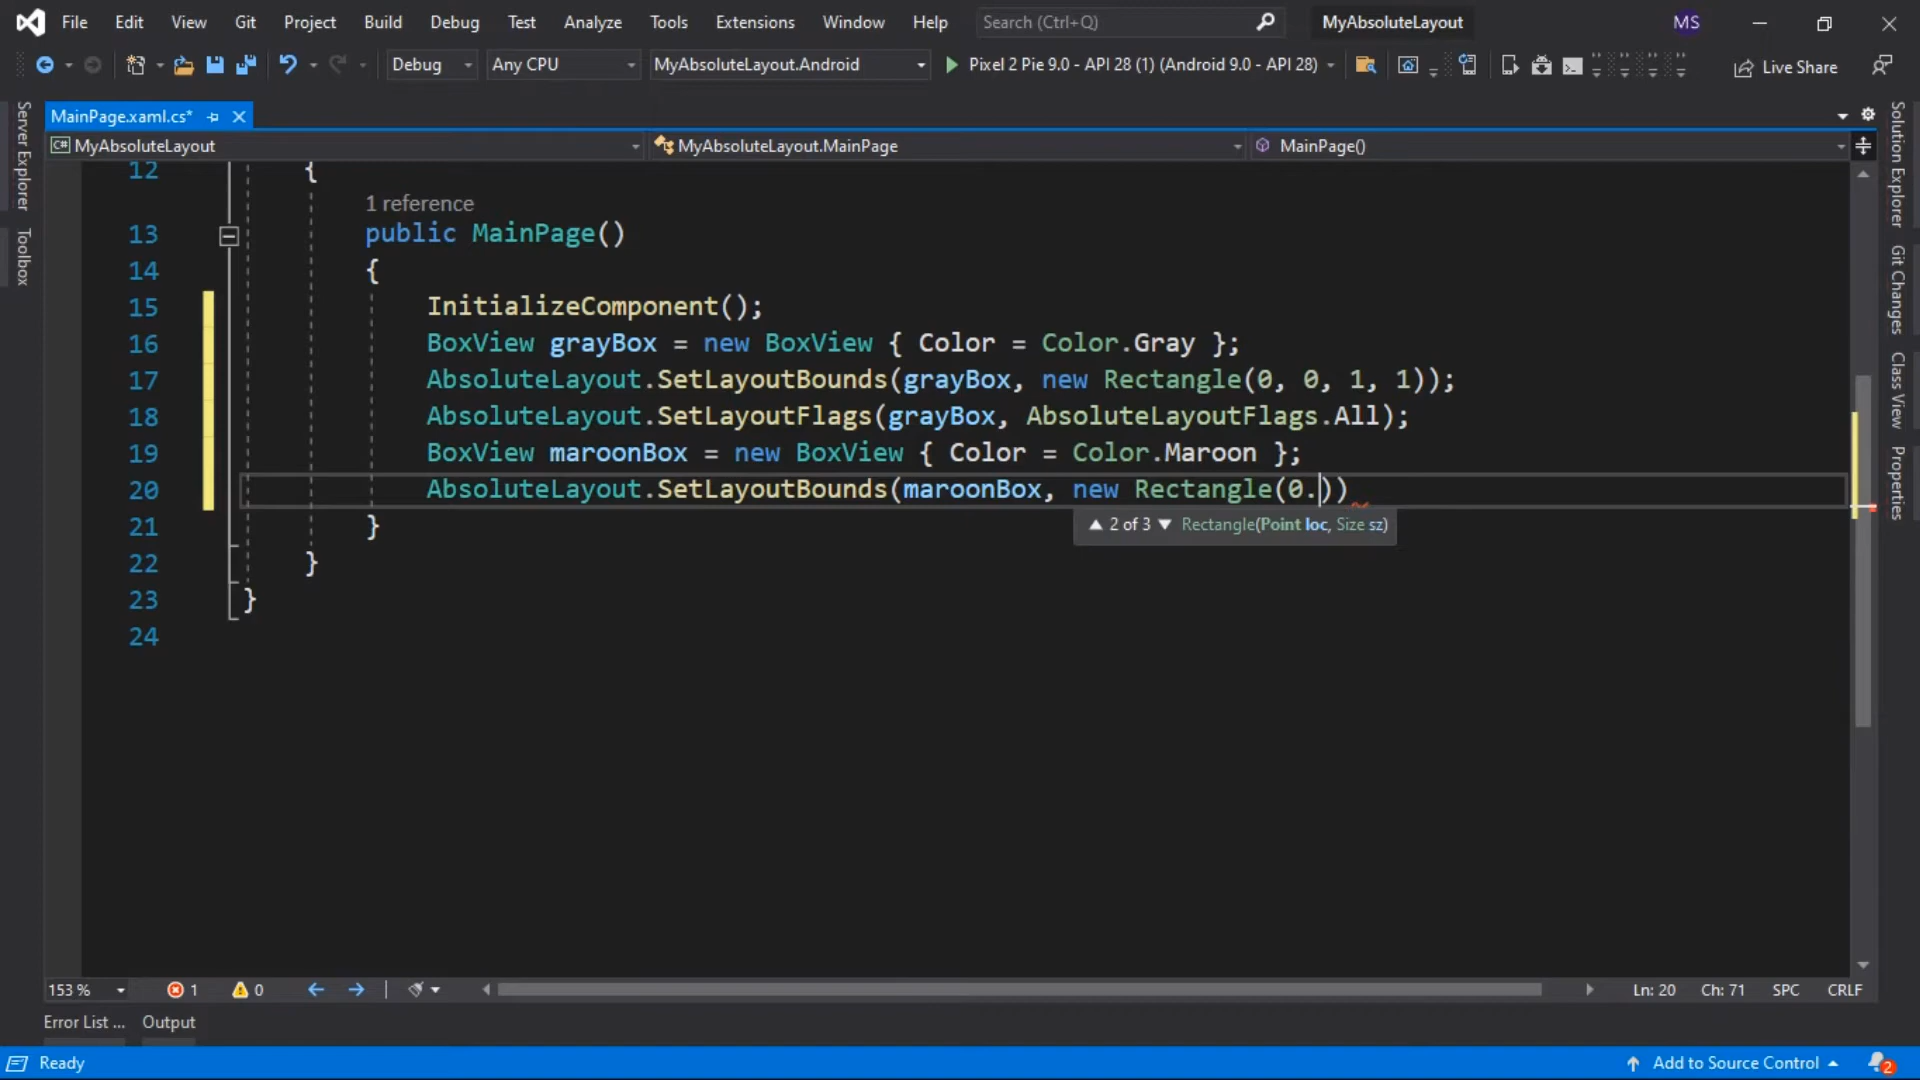 File Edit View Git Project Build Debug Test Analyze Tools Extensions Window Help Search (Ctrl+Q) MyAbsoluteLayout MS
Debug Any CPU MyAbsoluteLayout.Android Pixel 2 Pie 9.0 - API 28 (1) (Android 9.0 - API 28) Live Share
Server Explorer
Toolbox
MainPage.xaml.cs*
C# MyAbsoluteLayout MyAbsoluteLayout.MainPage MainPage()
12 {
1 reference
13 public MainPage()
14 {
15 InitializeComponent();
16 BoxView grayBox = new BoxView { Color = Color.Gray };
17 AbsoluteLayout.SetLayoutBounds(grayBox, new Rectangle(0, 0, 1, 1));
18 AbsoluteLayout.SetLayoutFlags(grayBox, AbsoluteLayoutFlags.All);
19 BoxView maroonBox = new BoxView { Color = Color.Maroon };
20 AbsoluteLayout.SetLayoutBounds(maroonBox, new Rectangle(0.))
▲ 2 of 3 ▼ Rectangle(Point loc, Size sz)
21 }
22 }
23 }
24
Solution Explorer
Git Changes
Class View
Properties
153 % 1 0 Ln: 20 Ch: 71 SPC CRLF
Error List ... Output
Ready Add to Source Control 2